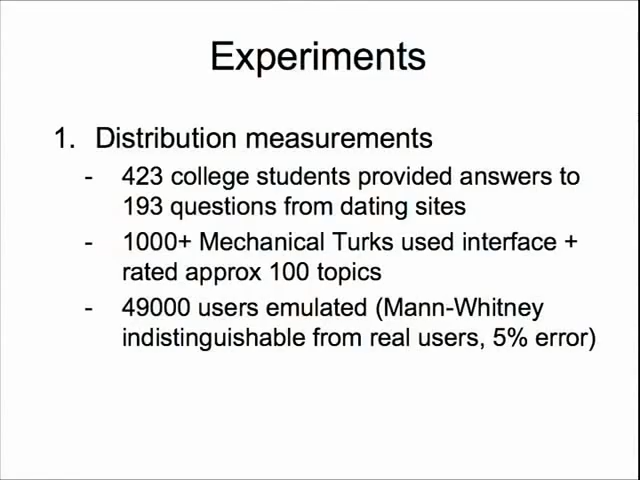 Experiments
1. Distribution measurements
- 423 college students provided answers to
193 questions from dating sites
- 1000+ Mechanical Turks used interface +
rated approx 100 topics
- 49000 users emulated (Mann-Whitney
indistinguishable from real users, 5% error)